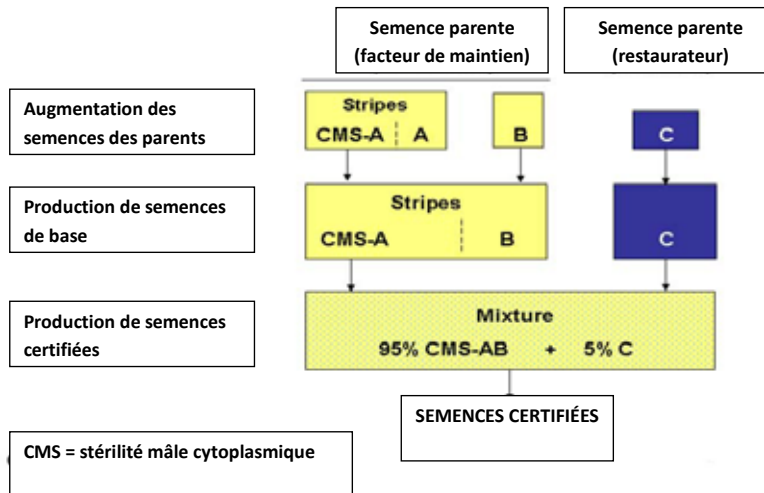 Semence parente
(facteur de maintien)
Semence parente
(restaurateur)
Augmentation des
semences des parents
Stripes
CMS-A A
B
C
Production de semences
de base
Stripes
CMS-A B
C
Production de semences
certifiées
Mixture
95% CMS-AB + 5% C
SEMENCES CERTIFIÉES
CMS = stérilité mâle cytoplasmique